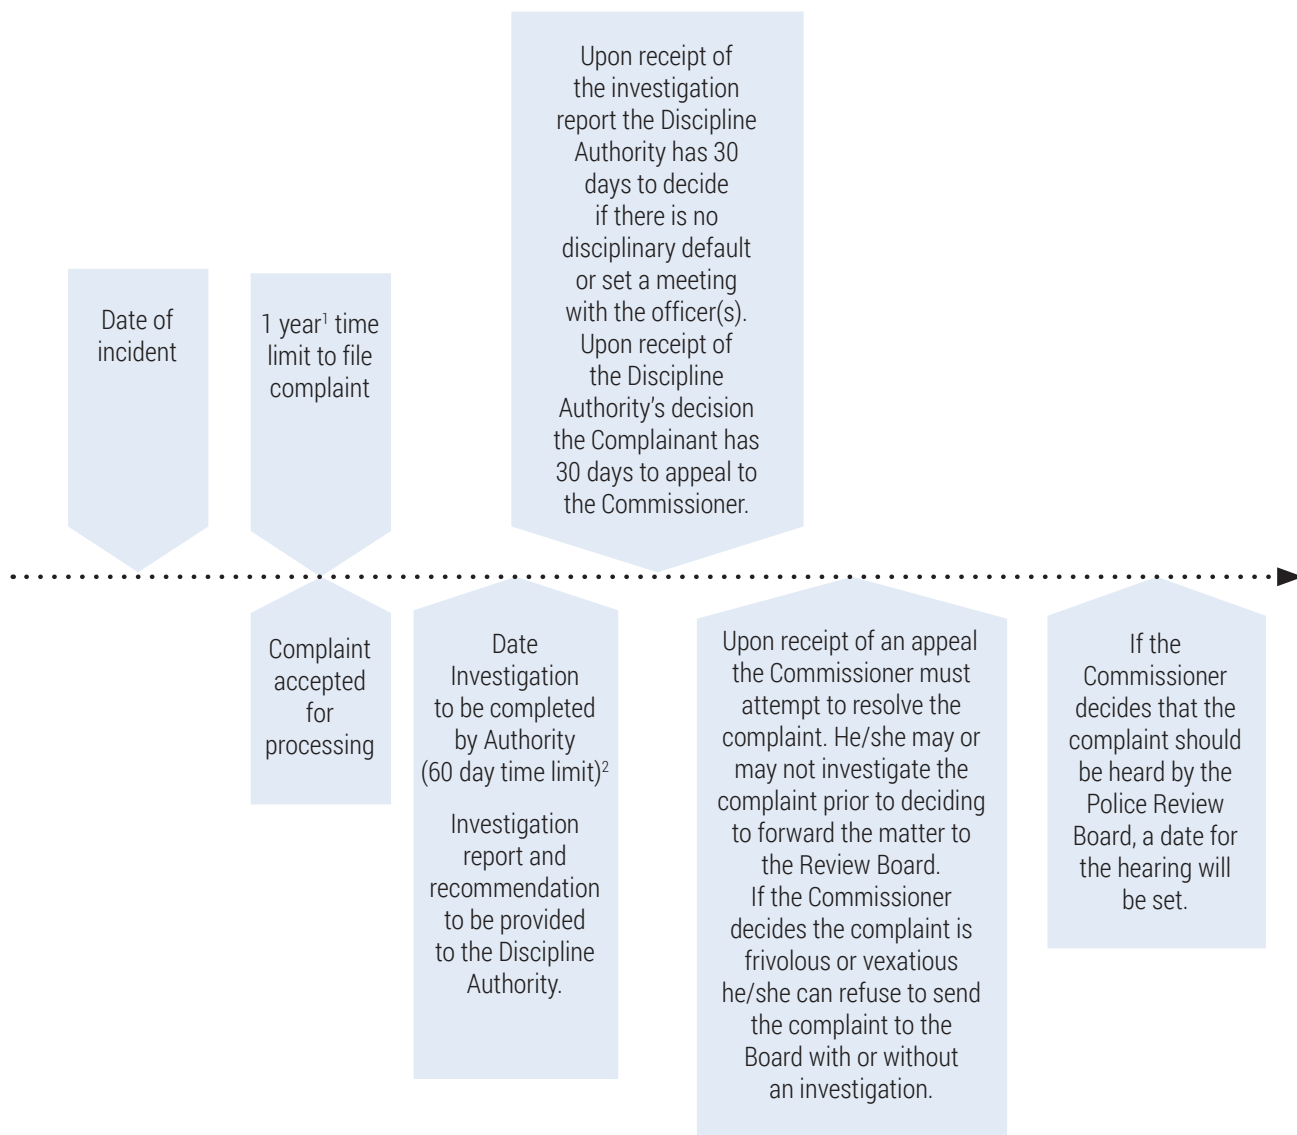 Date of
incident
1 year¹ time
limit to file
complaint
Complaint
accepted
for
processing
Date
Investigation
to be completed
by Authority
(60 day time limit)²
Investigation
report and
recommendation
to be provided
to the Discipline
Authority.
Upon receipt of
the investigation
report the Discipline
Authority has 30
days to decide
if there is no
disciplinary default
or set a meeting
with the officer(s).
Upon receipt of
the Discipline
Authority’s decision
the Complainant has
30 days to appeal to
the Commissioner.
Upon receipt of an appeal
the Commissioner must
attempt to resolve the
complaint. He/she may or
may not investigate the
complaint prior to deciding
to forward the matter to
the Review Board.
If the Commissioner
decides the complaint is
frivolous or vexatious
he/she can refuse to send
the complaint to the
Board with or without
an investigation.
If the
Commissioner
decides that the
complaint should
be heard by the
Police Review
Board, a date for
the hearing will
be set.